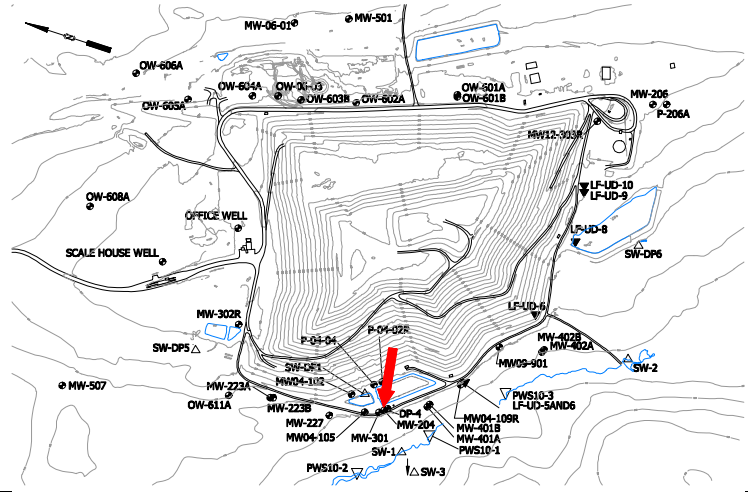 MW-06-01
MW-501
OW-606A
OW-604A
OW-06-03
OW-603B
OW-602A
OW-605A
OW-601A
OW-601B
MW-206
P-206A
MW12-303R
LF-UD-10
LF-UD-9
OW-608A
OFFICE WELL
LF-UD-8
SW-DP6
SCALE HOUSE WELL
LF-UD-6
MW-302R
P-04-02R
P-04-04
SW-DP5
MW-402B
MW-402A
MW09-901
SW-DP1
SW-2
MW04-102
MW-507
MW-223A
OW-611A
MW-223B
PWS10-3
LF-UD-5AND6
MW-227
DP-4
MW-204
MW04-109R
MW04-105
MW-401B
MW-401A
MW-301
SW-1
PWS10-1
PWS10-2
SW-3